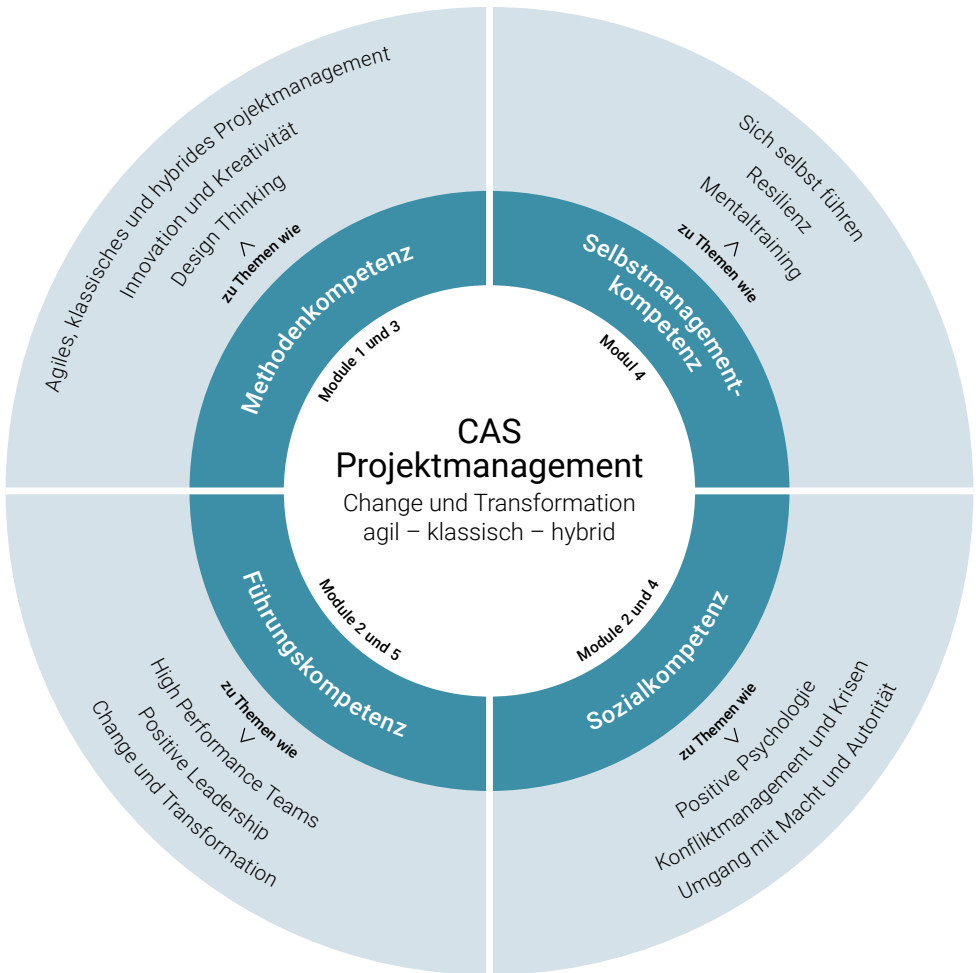 Agiles, klassisches und hybrides Projektmanagement
Innovation und Kreativität
Design Thinking
zu Themen wie
Methodenkompetenz
Module 1 und 3
Sich selbst führen
Resilienz
Mentaltraining
zu Themen wie
Selbstmanagement-
kompetenz
Modul 4
CAS
Projektmanagement
Change und Transformation
agil – klassisch – hybrid
Module 2 und 5
Führungskompetenz
zu Themen wie
High Performance Teams
Positive Leadership
Change und Transformation
Module 2 und 4
Sozialkompetenz
zu Themen wie
Positive Psychologie
Konfliktmanagement und Krisen
Umgang mit Macht und Autorität